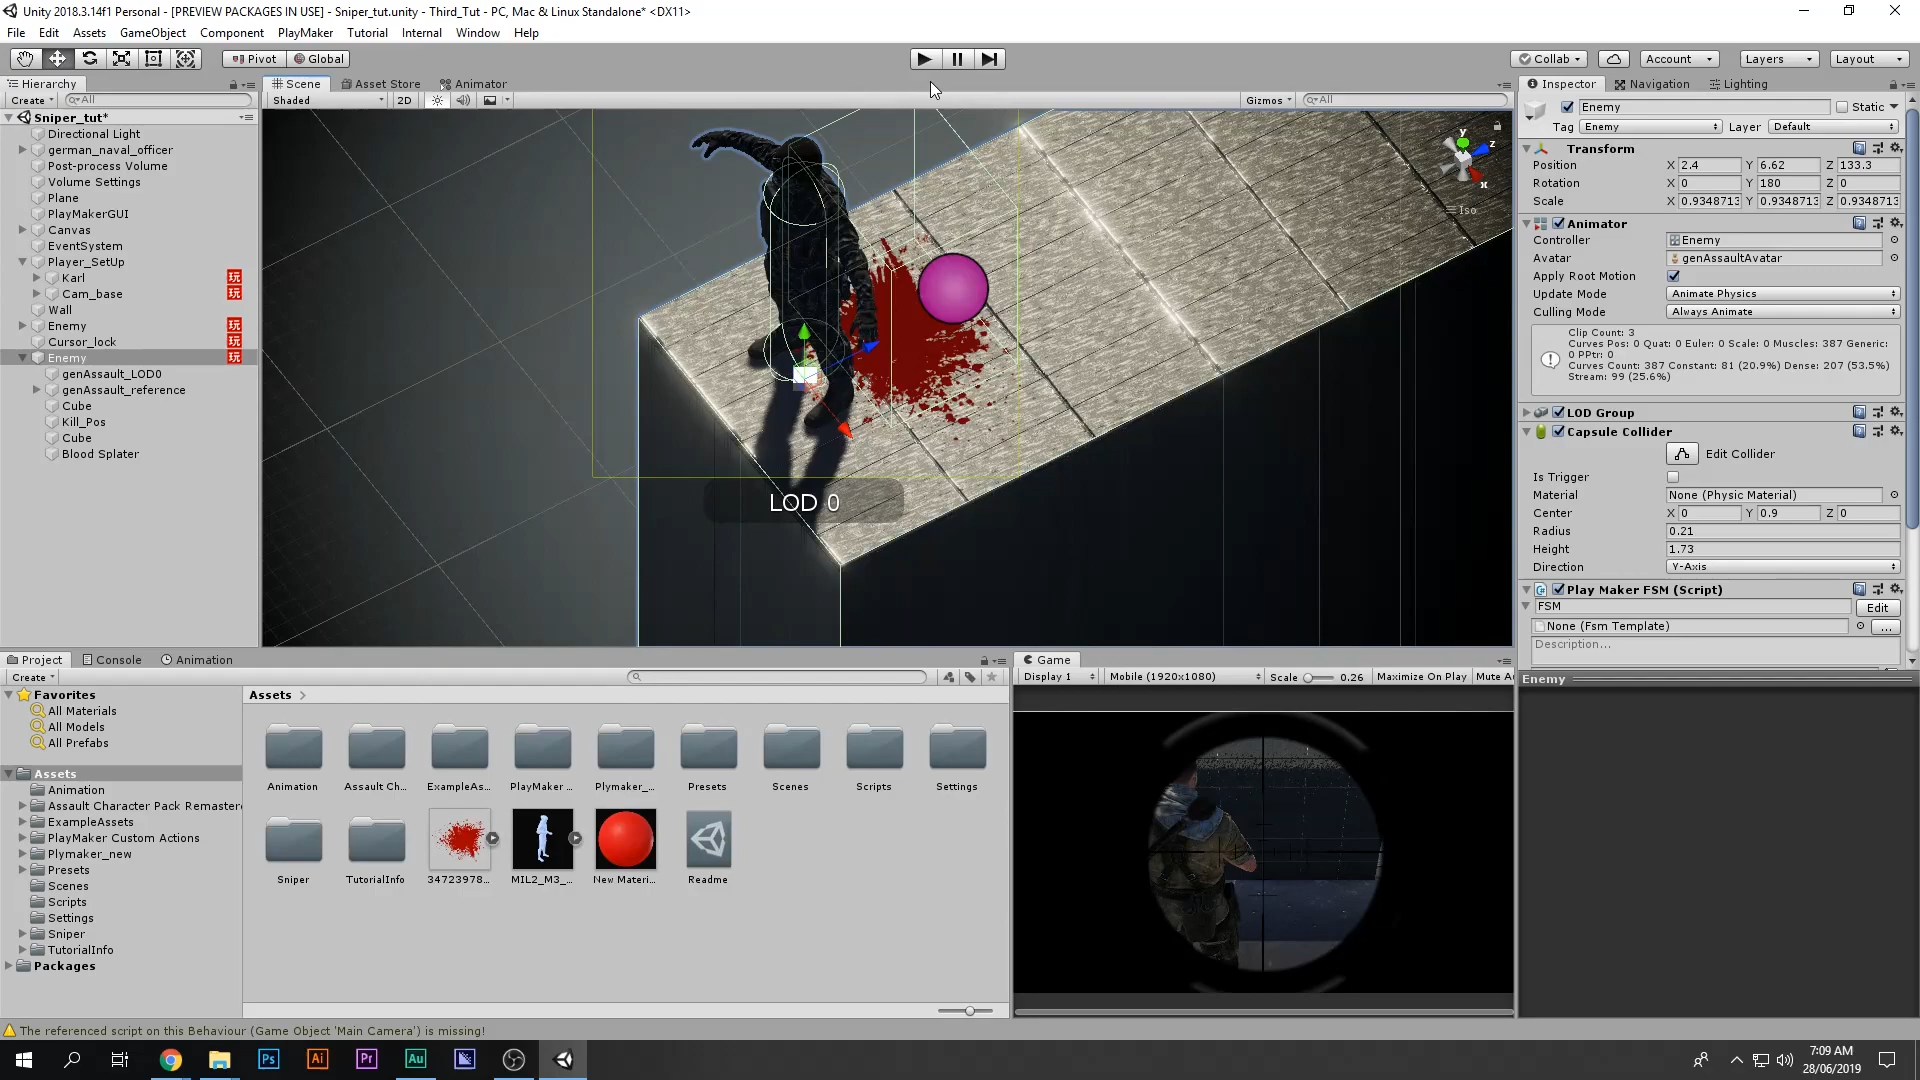 Unity 2018.3.14f1 Personal - [PREVIEW PACKAGES IN USE] - Sniper_tut.unity - Third_Tut - PC, Mac & Linux Standalone* <DX11>
File Edit Assets GameObject Component PlayMaker Tutorial Internal Window Help
Pivot Global Collab Account Layers Layout
Hierarchy
Create All
Sniper_tut*
Directional Light
german_naval_officer
Post-process Volume
Volume Settings
Plane
PlayMakerGUI
Canvas
EventSystem
Player_SetUp
Karl 玩
Cam_base 玩
Wall
Enemy 玩
Cursor_lock 玩
Enemy 玩
genAssault_LOD0
genAssault_reference
Cube
Kill_Pos
Cube
Blood Splater
Scene Asset Store Animator
Shaded 2D Gizmos All
y
z
x
Iso
LOD 0
Inspector Navigation Lighting
Enemy Static
Tag Enemy Layer Default
Transform
Position X 2.4 Y 6.62 Z 133.3
Rotation X 0 Y 180 Z 0
Scale X 0.9348713 Y 0.9348713 Z 0.9348713
Animator
Controller Enemy
Avatar genAssaultAvatar
Apply Root Motion
Update Mode Animate Physics
Culling Mode Always Animate
Clip Count: 3
Curves Pos: 0 Quat: 0 Euler: 0 Scale: 0 Muscles: 387 Generic:
0 PPtr: 0
Curves Count: 387 Constant: 81 (20.9%) Dense: 207 (53.5%)
Stream: 99 (25.6%)
LOD Group
Capsule Collider
Edit Collider
Is Trigger
Material None (Physic Material)
Center X 0 Y 0.9 Z 0
Radius 0.21
Height 1.73
Direction Y-Axis
Play Maker FSM (Script)
FSM Edit
None (Fsm Template) ...
Description...
Enemy
Project Console Animation
Create
Favorites
All Materials
All Models
All Prefabs
Assets
Animation
Assault Character Pack Remastere
ExampleAssets
PlayMaker Custom Actions
Plymaker_new
Presets
Scenes
Scripts
Settings
Sniper
TutorialInfo
Packages
Assets
Animation Assault Ch... ExampleAs... PlayMaker ... Plymaker_... Presets Scenes Scripts Settings
Sniper TutorialInfo 34723978... MIL2_M3_... New Materi... Readme
Game
Display 1 Mobile (1920x1080) Scale 0.26 Maximize On Play Mute A
The referenced script on this Behaviour (Game Object 'Main Camera') is missing!
Ps Ai Pr Au
7:09 AM
28/06/2019